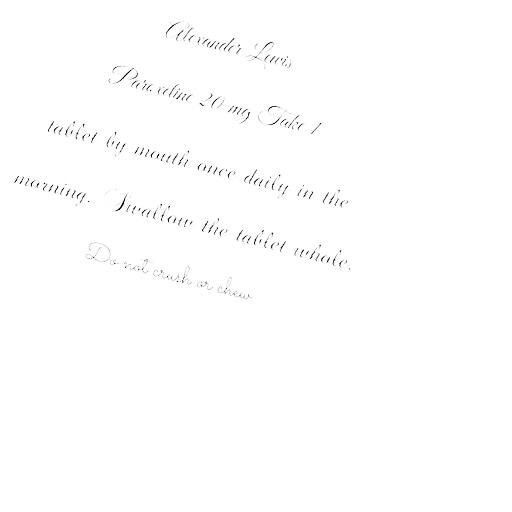 Alexander Lewis
Paroxetine 20 mg Take 1
tablet by mouth once daily in the
morning. Swallow the tablet whole.
Do not crush or chew